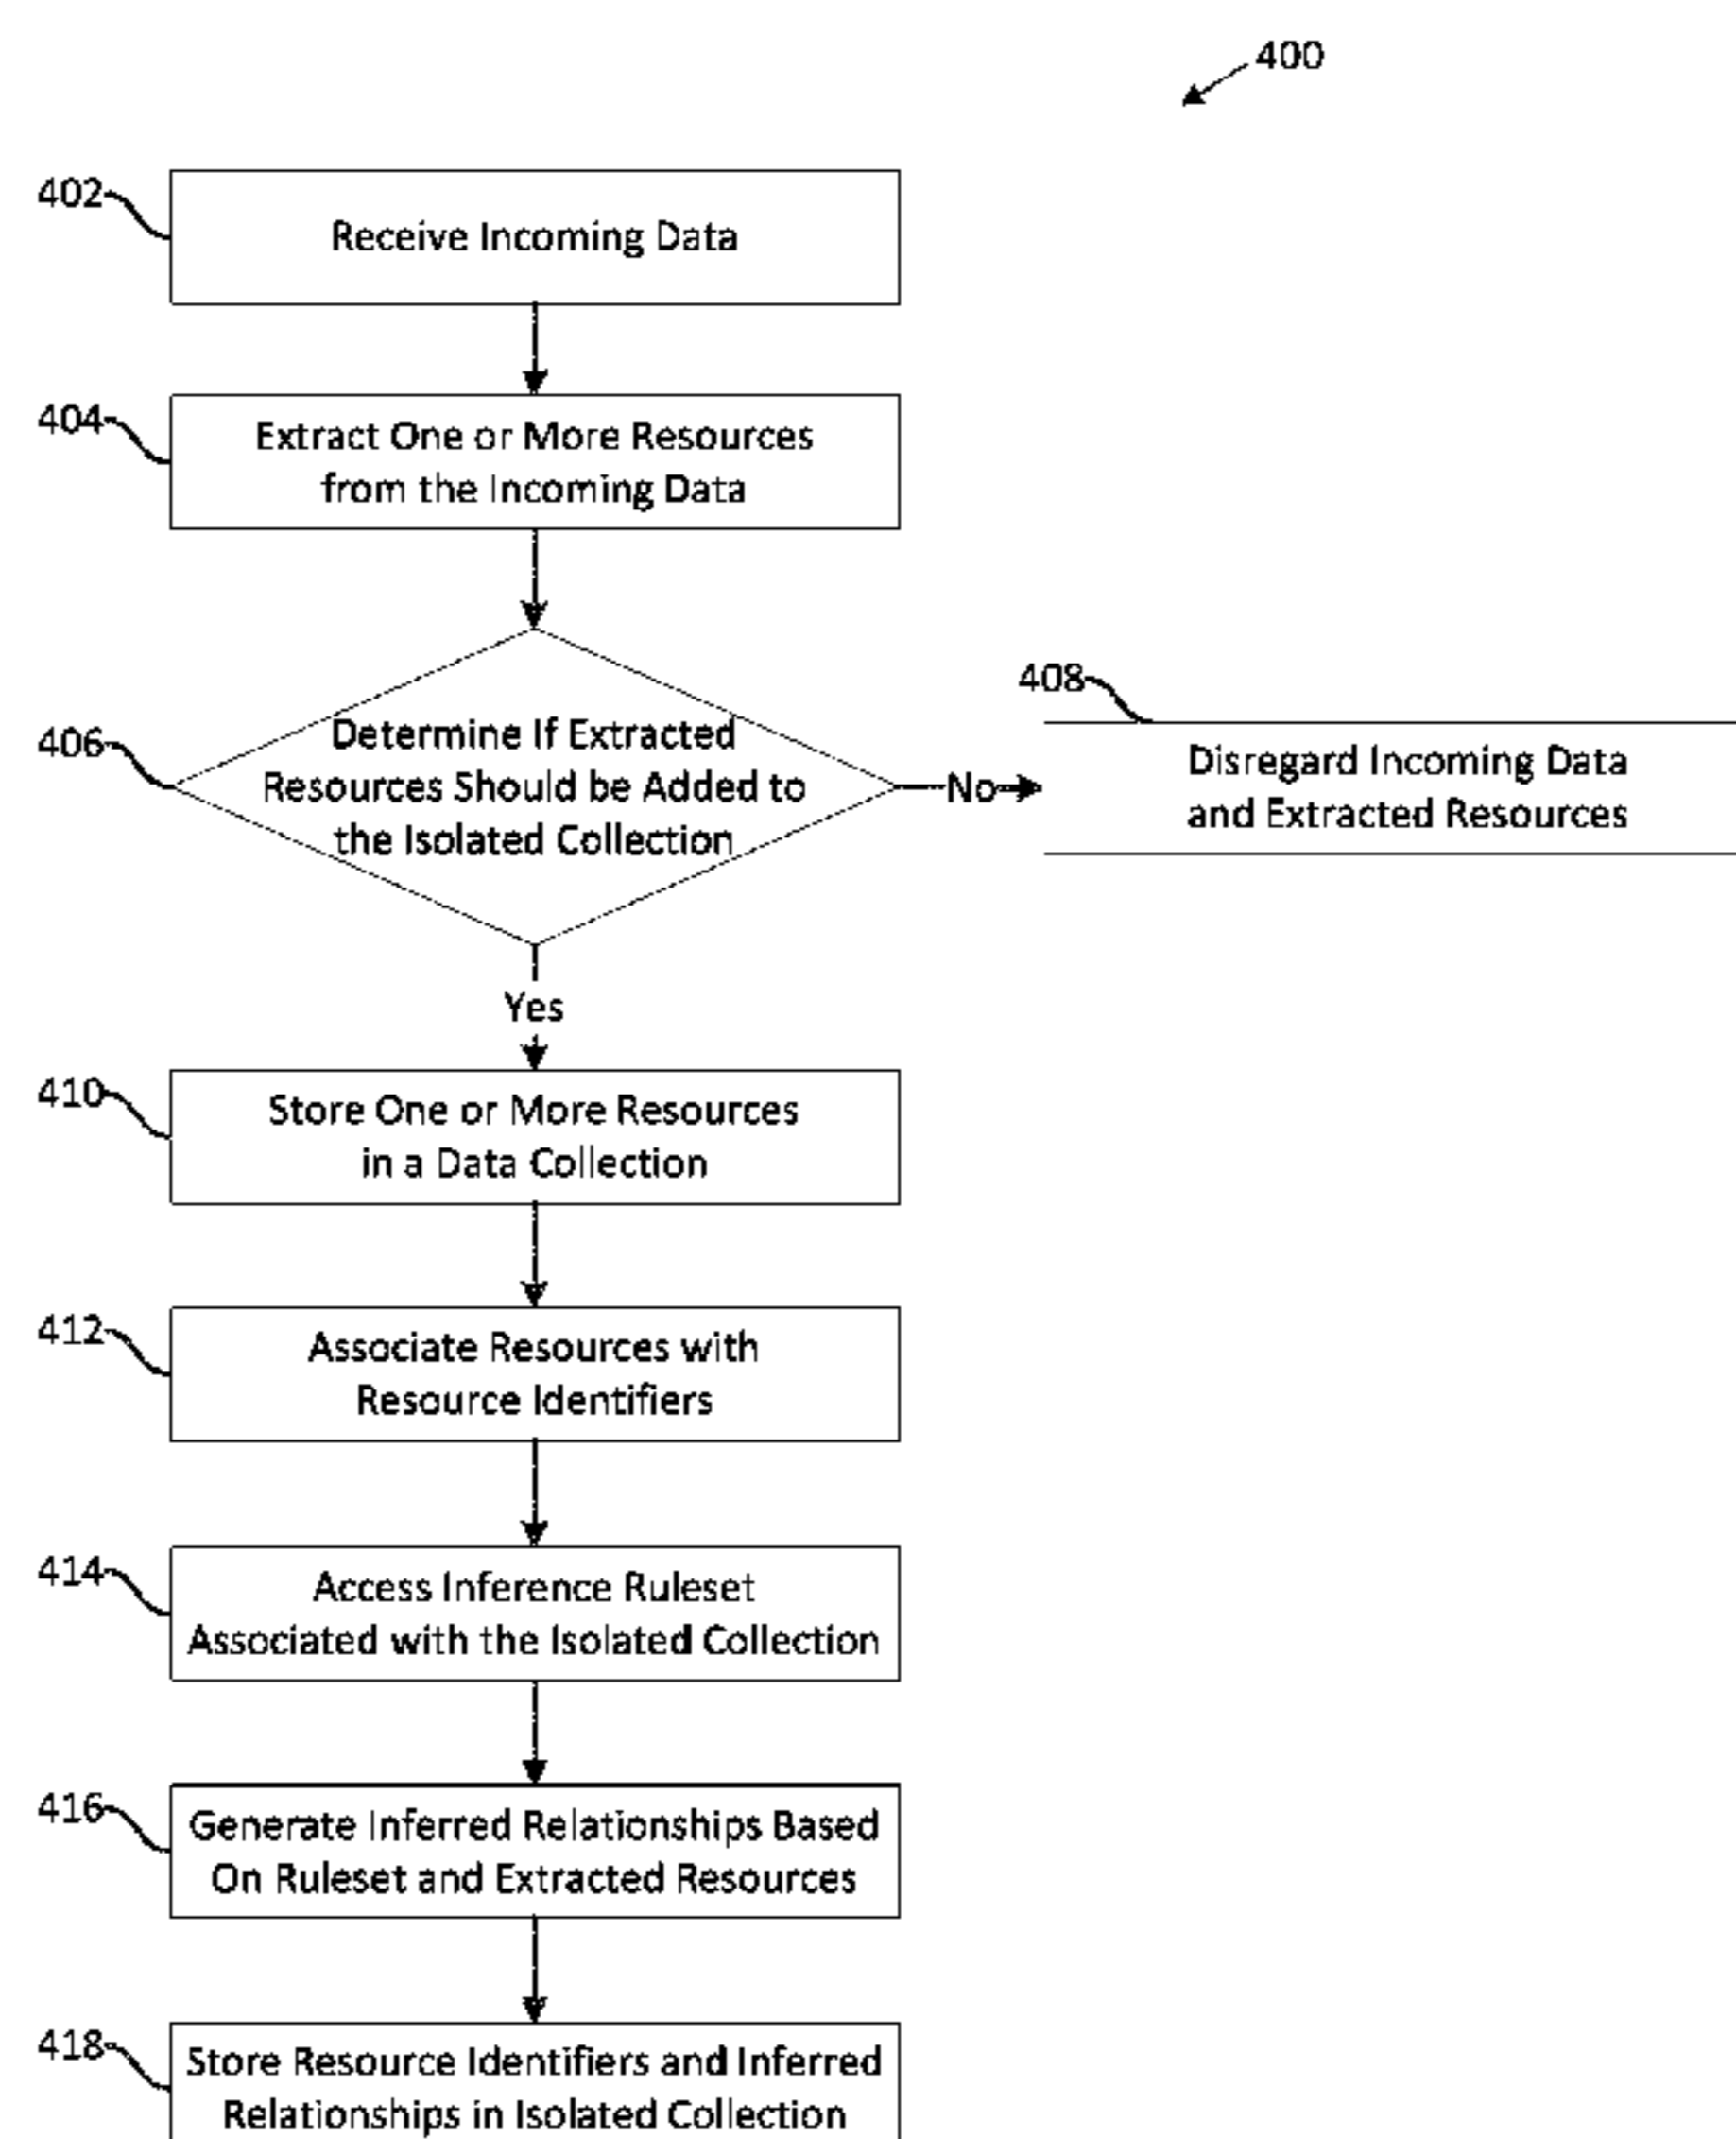 400
402
Receive Incoming Data
404
Extract One or More Resources
from the Incoming Data
406
Determine If Extracted
Resources Should be Added to
the Isolated Collection
No
408
Disregard Incoming Data
and Extracted Resources
Yes
410
Store One or More Resources
in a Data Collection
412
Associate Resources with
Resource Identifiers
414
Access Inference Ruleset
Associated with the Isolated Collection
416
Generate Inferred Relationships Based
On Ruleset and Extracted Resources
418
Store Resource Identifiers and Inferred
Relationships in Isolated Collection